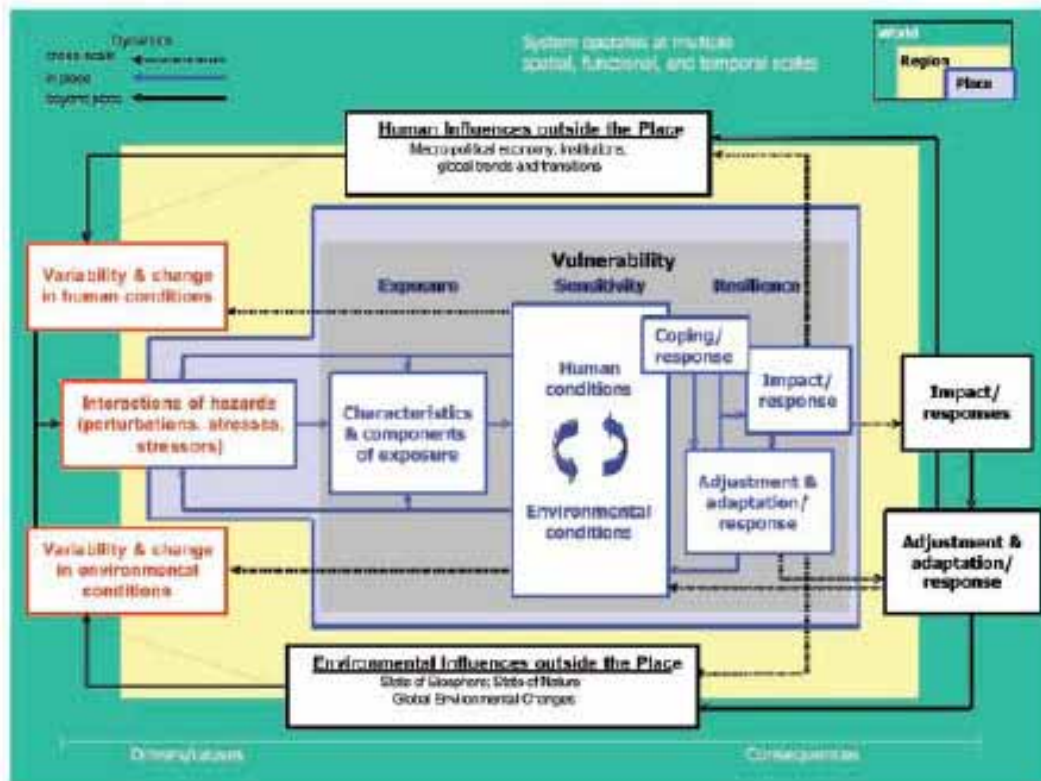 Dynamics
cross-scale
in place
beyond place
System operates at multiple
spatial, functional, and temporal scales
World
Region
Place
Human Influences outside the Place
Macro-political economy, institutions,
global trends and transitions
Variability & change
in human conditions
Vulnerability
Exposure
Sensitivity
Resilience
Coping/
response
Impact/
response
Human
conditions
Interactions of hazards
(perturbations, stresses,
stressors)
Characteristics
& components
of exposure
Impact/
responses
Adjustment &
adaptation/
response
Environmental
conditions
Variability & change
in environmental
conditions
Adjustment &
adaptation/
response
Environmental Influences outside the Place
State of Biosphere; State of Nature
Global Environmental Changes
Drivers/causes
Consequences